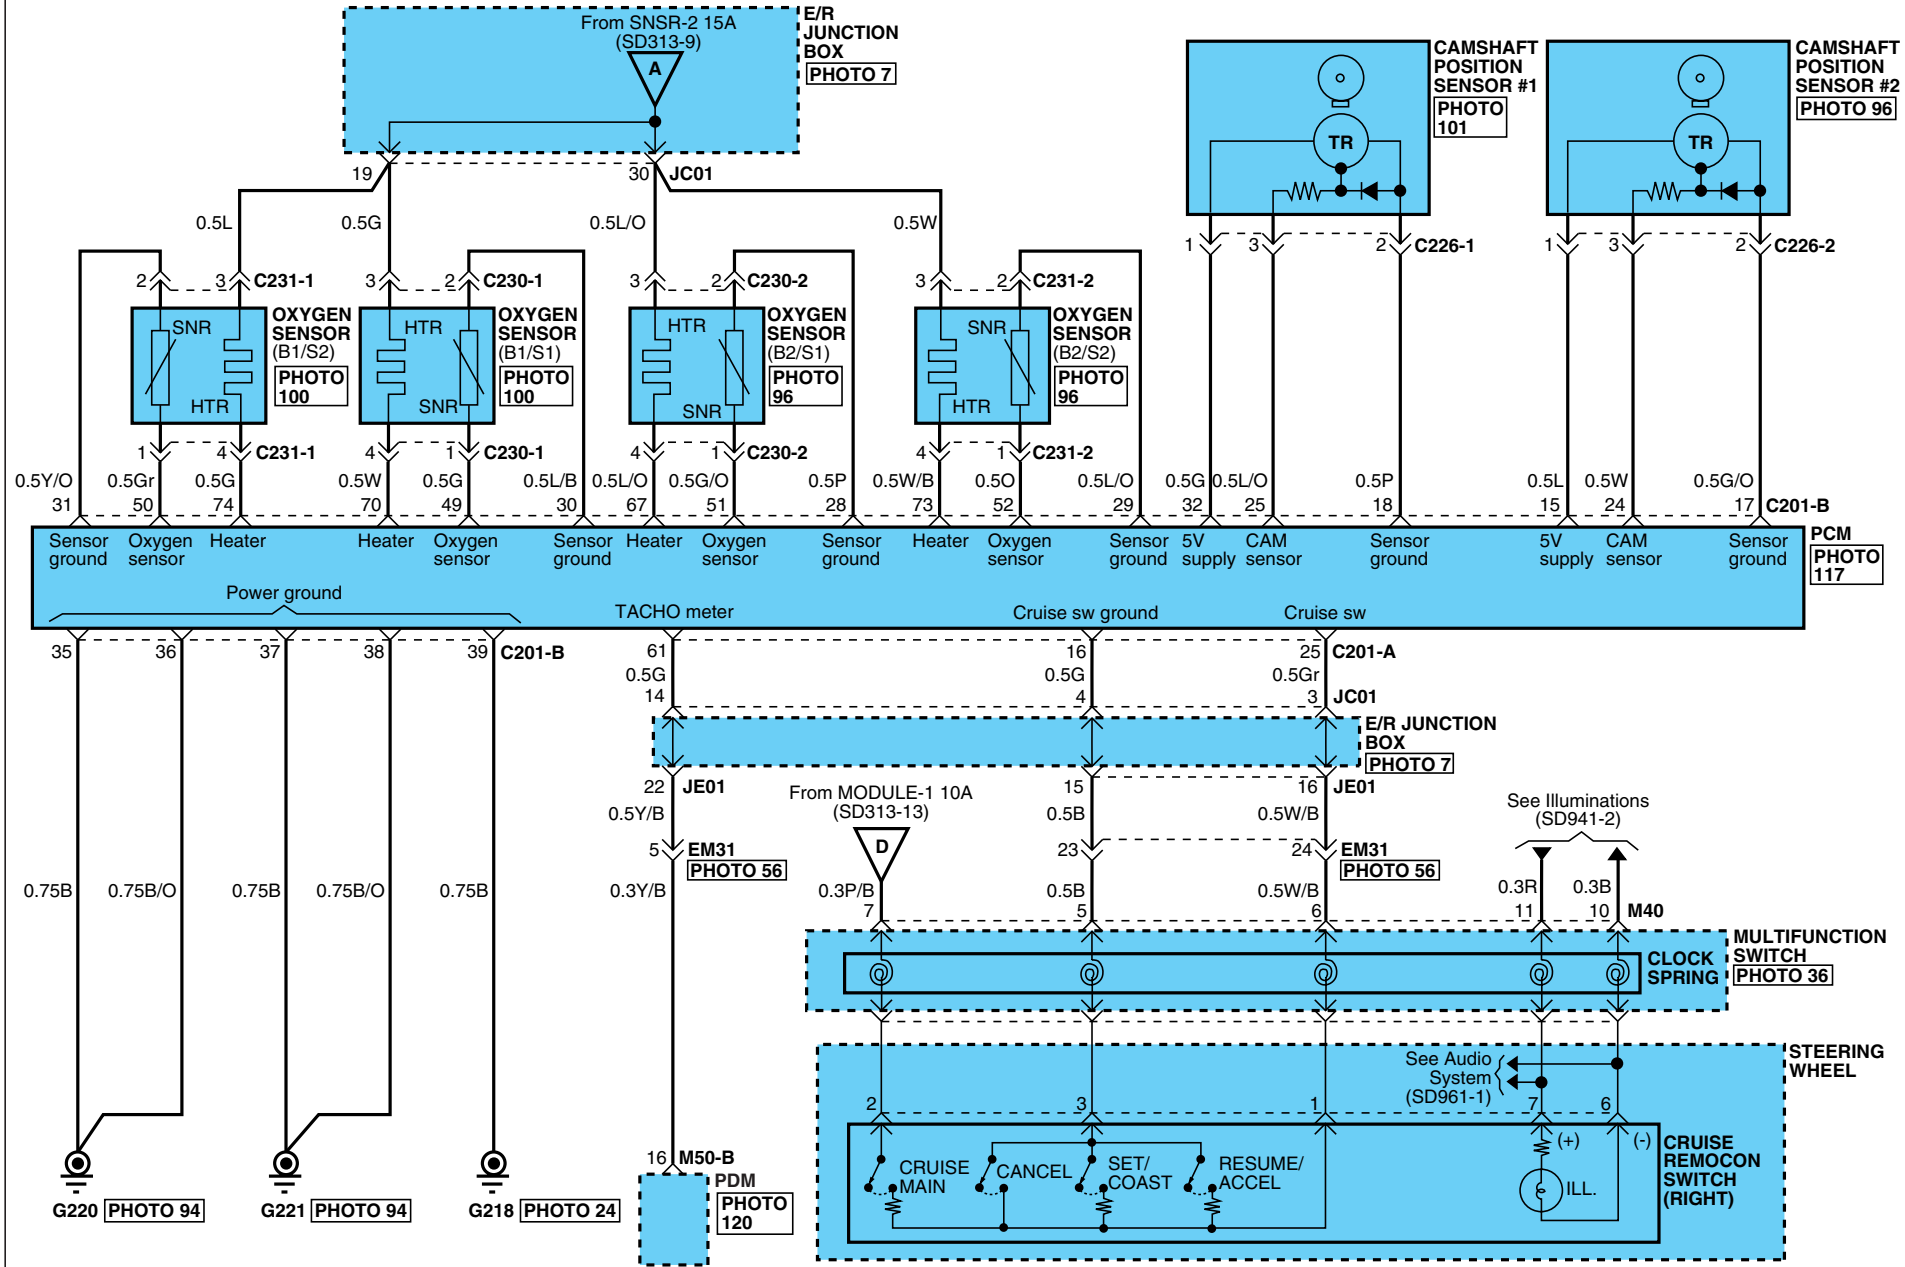 From SNSR-2 15A
(SD313-9)
A
E/R
JUNCTION
BOX
PHOTO 7
19
30
JC01
CAMSHAFT
POSITION
SENSOR #1
PHOTO
101
TR
CAMSHAFT
POSITION
SENSOR #2
PHOTO 96
TR
0.5L
0.5G
0.5L/O
0.5W
1
3
2
C226-1
1
3
2
C226-2
2
3
C231-1
3
2
C230-1
3
2
C230-2
3
2
C231-2
SNR
HTR
OXYGEN
SENSOR
(B1/S2)
PHOTO
100
HTR
SNR
OXYGEN
SENSOR
(B1/S1)
PHOTO
100
HTR
SNR
OXYGEN
SENSOR
(B2/S1)
PHOTO
96
SNR
HTR
OXYGEN
SENSOR
(B2/S2)
PHOTO
96
1
4
C231-1
4
1
C230-1
4
1
C230-2
4
1
C231-2
0.5Y/O 0.5Gr 0.5G 0.5W 0.5G 0.5L/B 0.5L/O 0.5G/O 0.5P 0.5W/B 0.5O 0.5L/O 0.5G 0.5L/O 0.5P 0.5L 0.5W 0.5G/O
31 50 74 70 49 30 67 51 28 73 52 29 32 25 18 15 24 17 C201-B
Sensor
ground
Oxygen
sensor
Heater
Heater
Oxygen
sensor
Sensor
ground
Heater
Oxygen
sensor
Sensor
ground
Heater
Oxygen
sensor
Sensor
ground
5V
supply
CAM
sensor
Sensor
ground
5V
supply
CAM
sensor
Sensor
ground
PCM
PHOTO
117
Power ground
TACHO meter
Cruise sw ground
Cruise sw
35 36 37 38 39 C201-B
61 16 25 C201-A
0.5G 0.5G 0.5Gr
14 4 3 JC01
E/R JUNCTION
BOX
PHOTO 7
22 JE01
15 16 JE01
0.5Y/B
0.5B
0.5W/B
From MODULE-1 10A
(SD313-13)
D
See Illuminations
(SD941-2)
5 EM31
PHOTO 56
23 24 EM31
PHOTO 56
0.75B 0.75B/O 0.75B 0.75B/O 0.75B
0.3Y/B
0.3P/B 0.5B 0.5W/B 0.3R 0.3B
7 5 6 11 10 M40
MULTIFUNCTION
SWITCH
PHOTO 36
CLOCK
SPRING
STEERING
WHEEL
See Audio
System
(SD961-1)
2 3 1 7 6
(+)
(-)
CRUISE
MAIN
CANCEL
SET/
COAST
RESUME/
ACCEL
ILL.
CRUISE
REMOCON
SWITCH
(RIGHT)
16 M50-B
PDM
PHOTO
120
G220 PHOTO 94
G221 PHOTO 94
G218 PHOTO 24